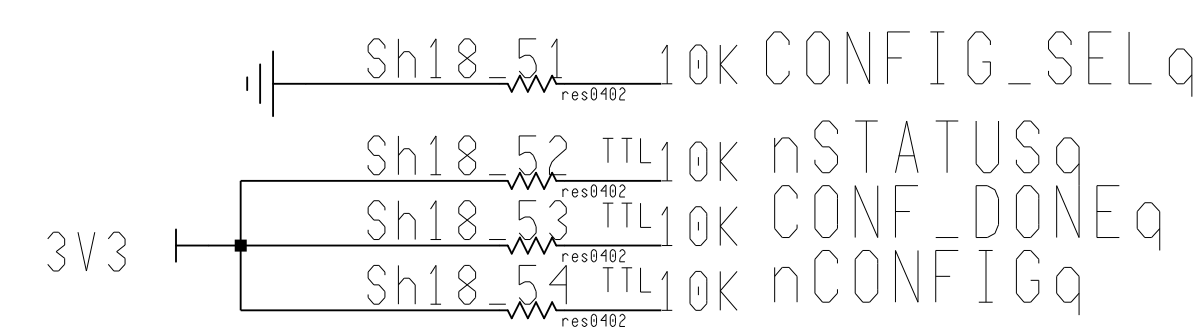 Sh18_51 10K CONFIG_SELq
res0402
Sh18_52 TTL 10K nSTATUSq
res0402
Sh18_53 TTL 10K CONF_DONEq
res0402
3V3
Sh18_54 TTL 10K nCONFIGq
res0402